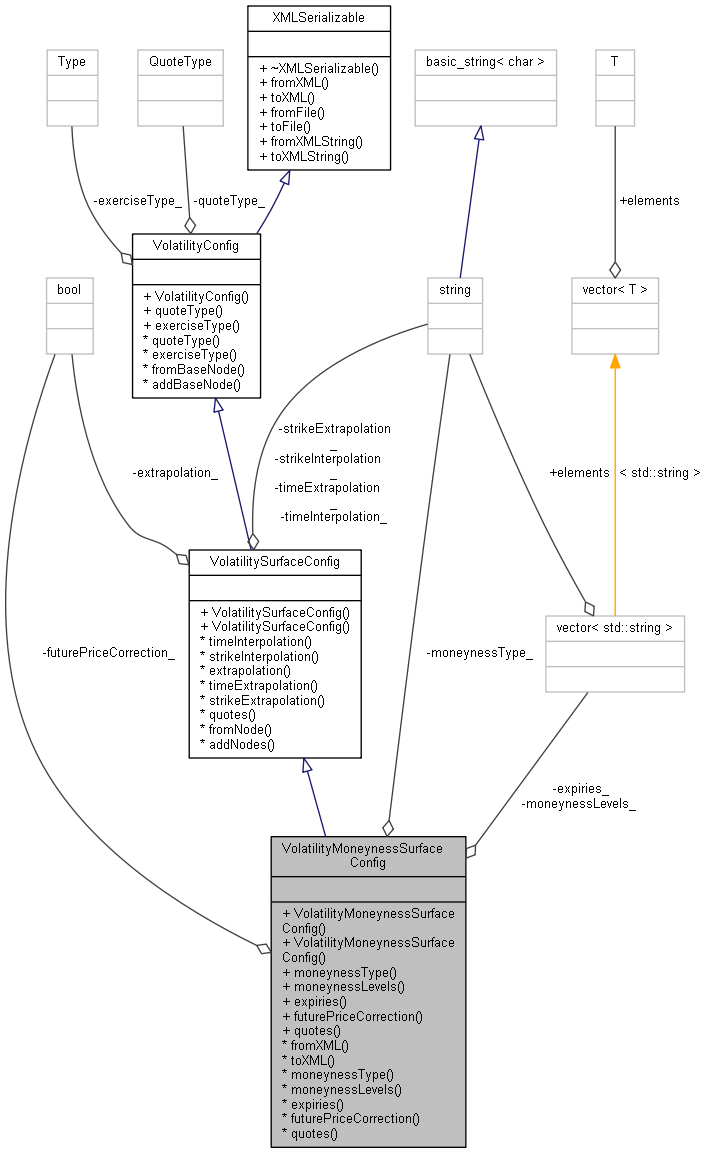 XMLSerializable
+ ~XMLSerializable()
+ fromXML()
+ toXML()
+ fromFile()
+ toFile()
+ fromXMLString()
+ toXMLString()
Type
QuoteType
basic_string< char >
T
-exerciseType_
-quoteType_
+elements
VolatilityConfig
+ VolatilityConfig()
+ quoteType()
+ exerciseType()
* quoteType()
* exerciseType()
* fromBaseNode()
* addBaseNode()
bool
string
vector< T >
-extrapolation_
-strikeExtrapolation
_
-strikeInterpolation
_
-timeExtrapolation
_
-timeInterpolation_
+elements
< std::string >
VolatilitySurfaceConfig
+ VolatilitySurfaceConfig()
+ VolatilitySurfaceConfig()
* timeInterpolation()
* strikeInterpolation()
* extrapolation()
* timeExtrapolation()
* strikeExtrapolation()
* quotes()
* fromNode()
* addNodes()
vector< std::string >
-futurePriceCorrection_
-moneynessType_
-expiries_
-moneynessLevels_
VolatilityMoneynessSurface
Config
+ VolatilityMoneynessSurface
Config()
+ VolatilityMoneynessSurface
Config()
+ moneynessType()
+ moneynessLevels()
+ expiries()
+ futurePriceCorrection()
+ quotes()
* fromXML()
* toXML()
* moneynessType()
* moneynessLevels()
* expiries()
* futurePriceCorrection()
* quotes()